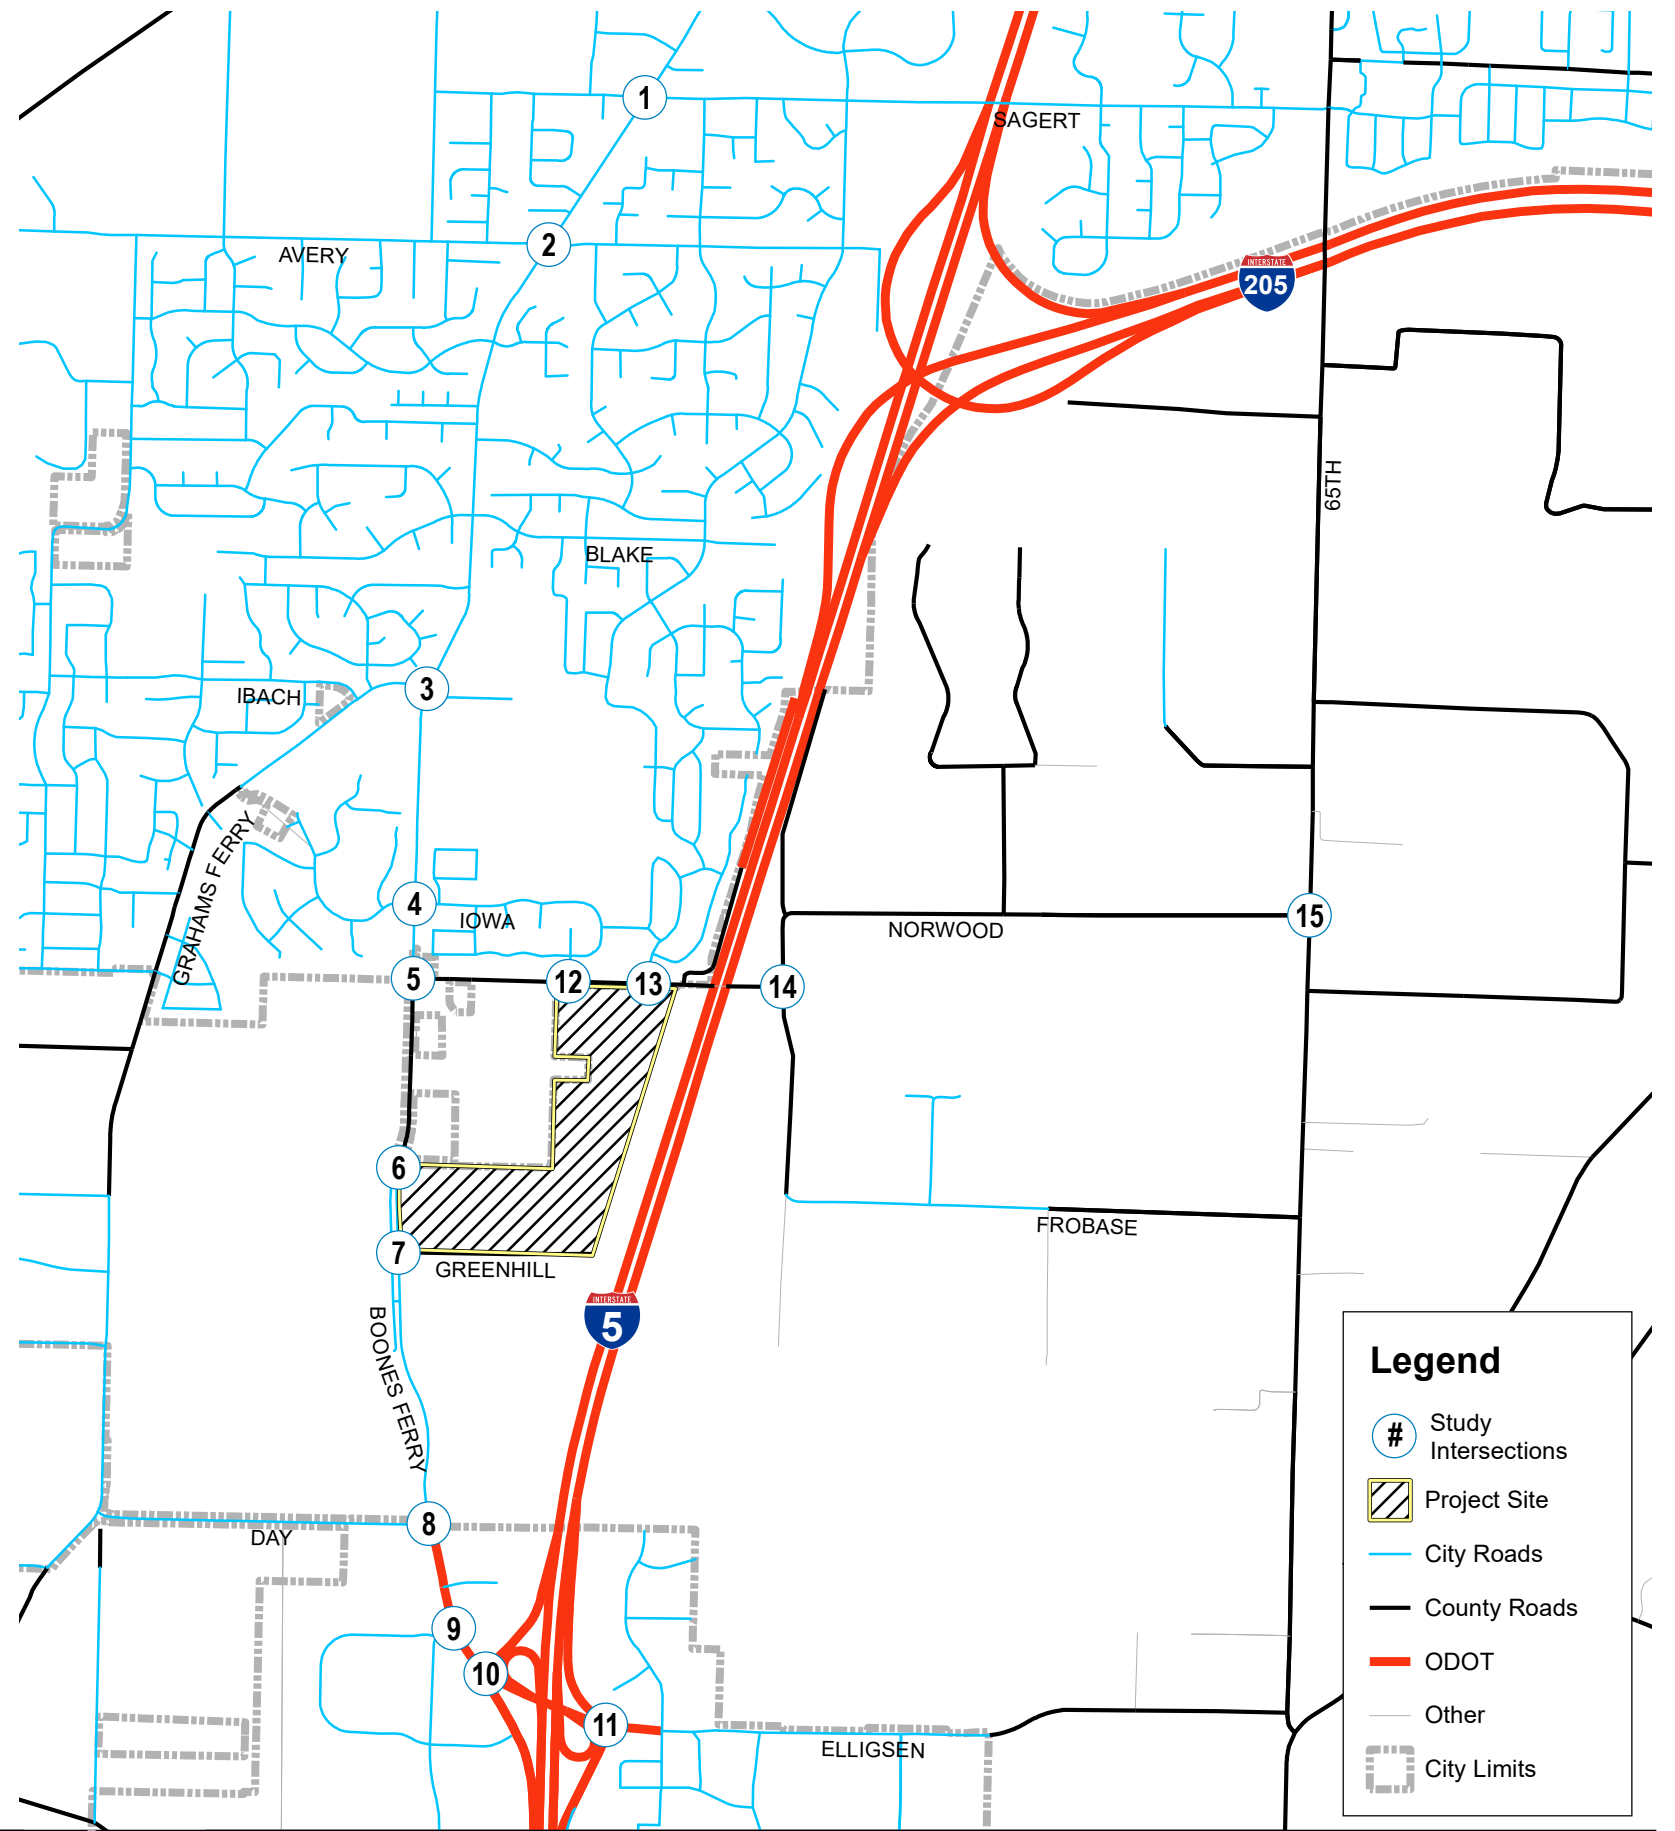 1
SAGERT
2
AVERY
INTERSTATE
205
65TH
BLAKE
3
IBACH
GRAHAMS FERRY
4
IOWA
15
NORWOOD
5
12
13
14
6
FROBASE
7
GREENHILL
INTERSTATE
5
BOONES FERRY
8
DAY
9
10
11
ELLIGSEN
Legend
#
Study
Intersections
Project Site
City Roads
County Roads
ODOT
Other
City Limits